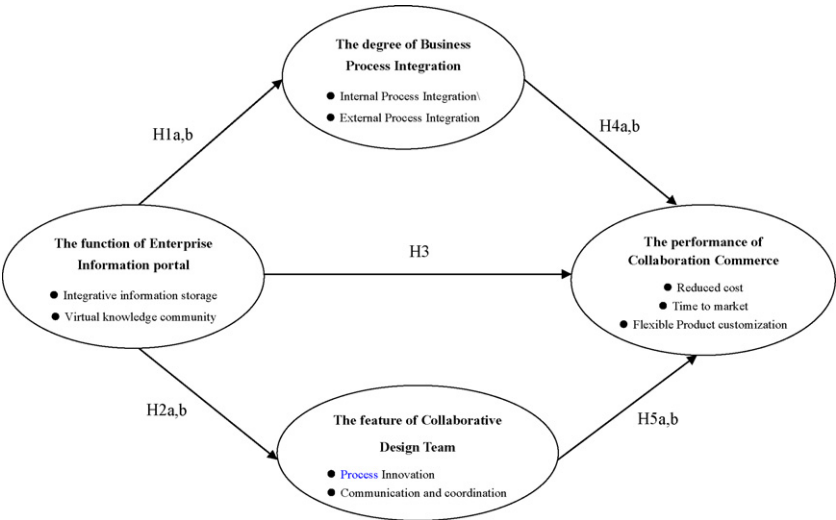 The degree of Business
Process Integration
● Internal Process Integration\
● External Process Integration
H1a,b
H4a,b
The function of Enterprise
Information portal
● Integrative information storage
● Virtual knowledge community
H3
The performance of
Collaboration Commerce
● Reduced cost
● Time to market
● Flexible Product customization
H2a,b
H5a,b
The feature of Collaborative
Design Team
● Process Innovation
● Communication and coordination